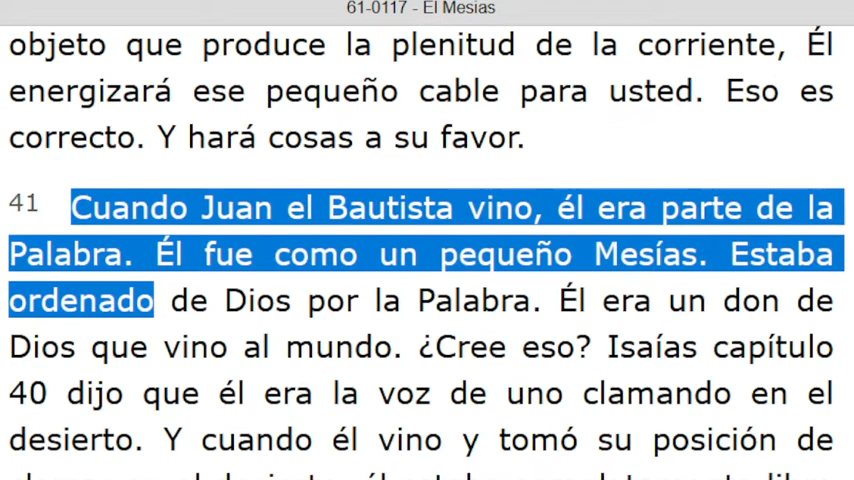 61-0117 - El Mesias
objeto que produce la plenitud de la corriente, Él
energizará ese pequeño cable para usted. Eso es
correcto. Y hará cosas a su favor.
41 Cuando Juan el Bautista vino, él era parte de la
Palabra. Él fue como un pequeño Mesías. Estaba
ordenado de Dios por la Palabra. Él era un don de
Dios que vino al mundo. ¿Cree eso? Isaías capítulo
40 dijo que él era la voz de uno clamando en el
desierto. Y cuando él vino y tomó su posición de